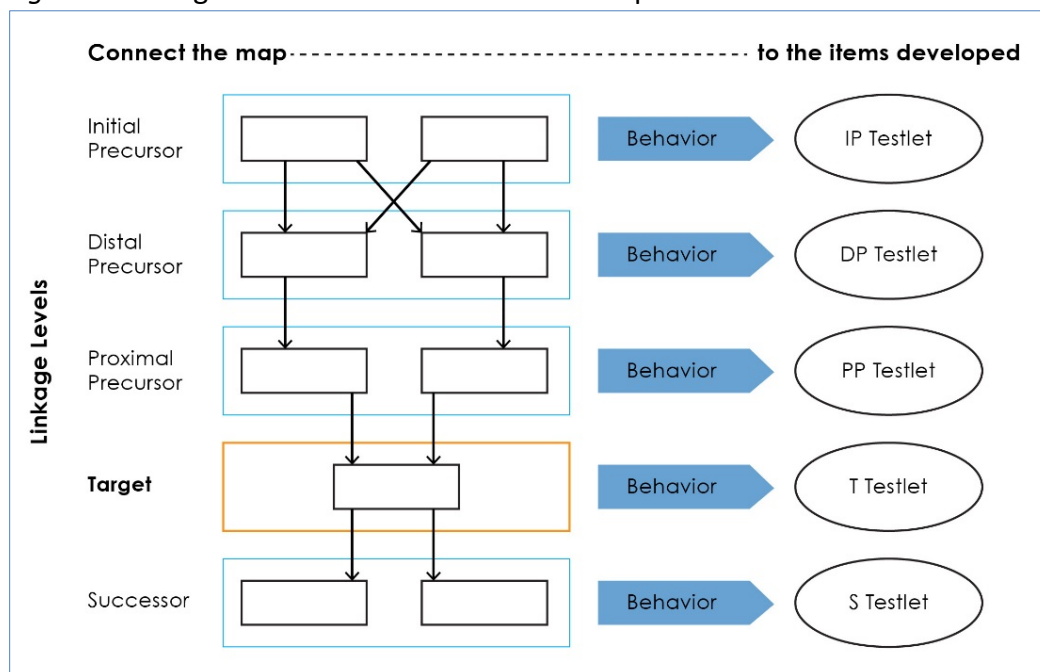 Connect the map
to the items developed
Linkage Levels
Initial
Precursor
Behavior
IP Testlet
Distal
Precursor
Behavior
DP Testlet
Proximal
Precursor
Behavior
PP Testlet
Target
Behavior
T Testlet
Successor
Behavior
S Testlet